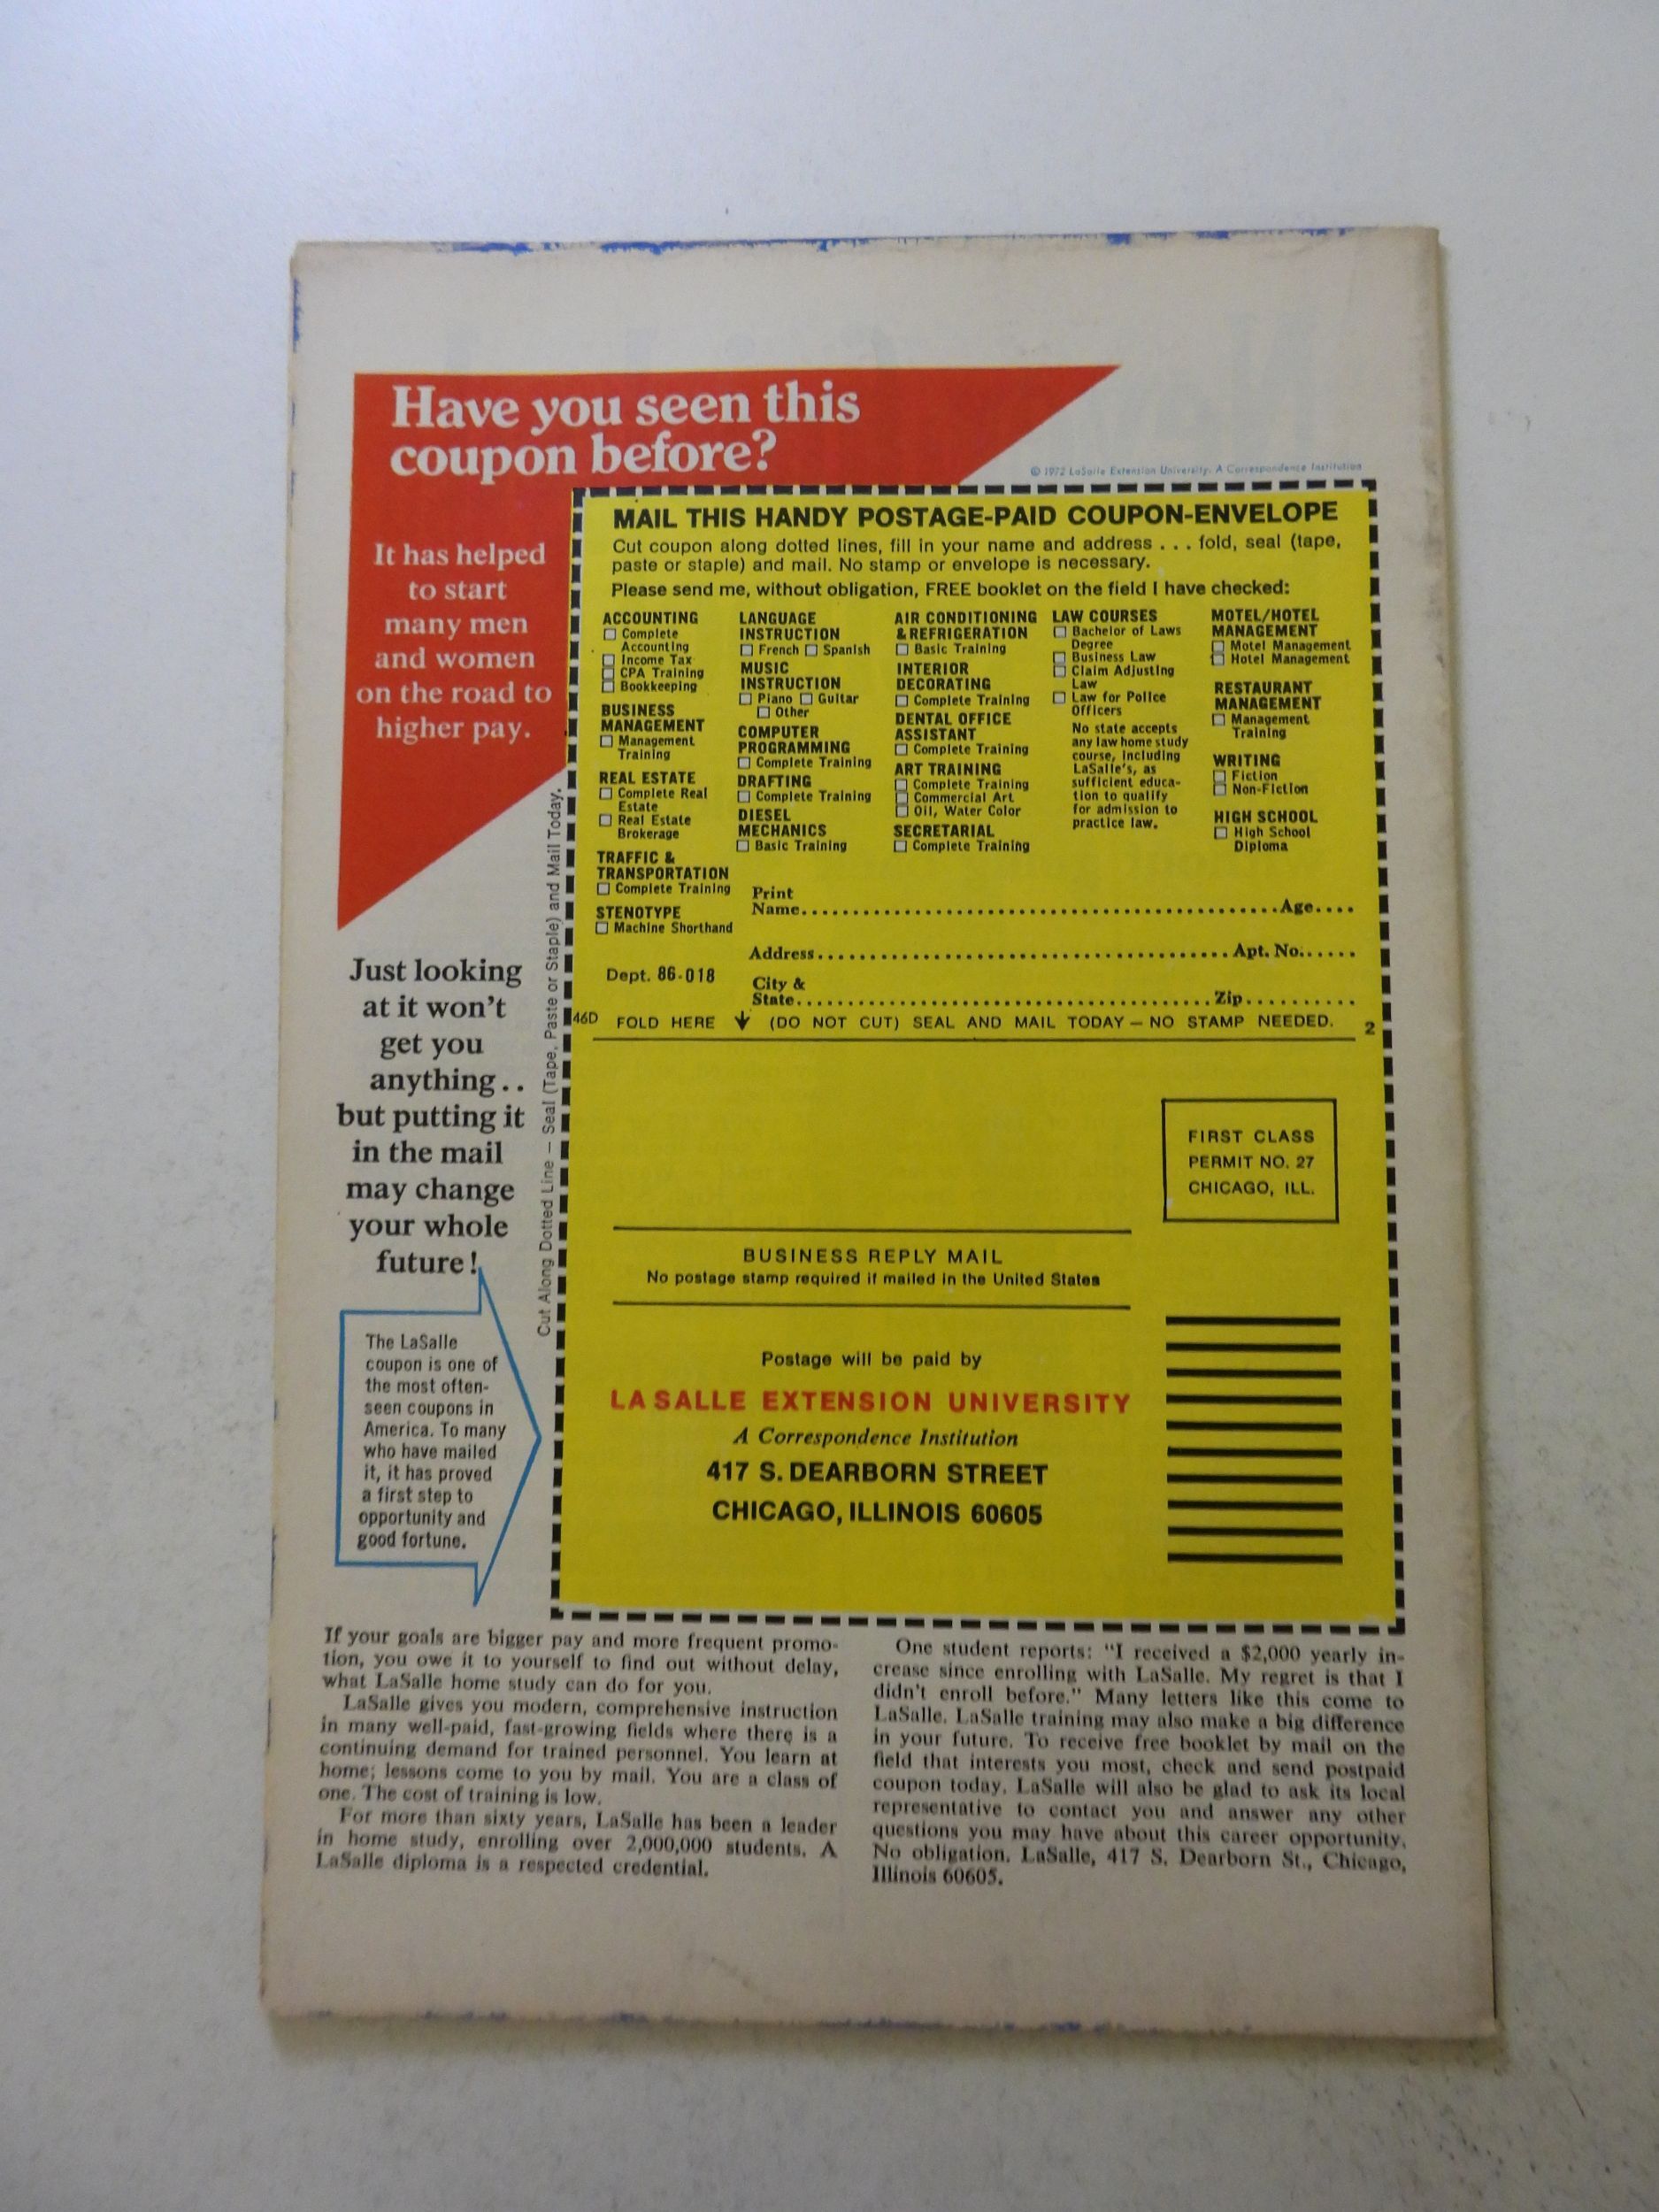 Have you seen this
coupon before?
© 1972 LaSalle Extension University. A Correspondence Institution
It has helped
to start
many men
and women
on the road to
higher pay.
Just looking
at it won't
get you
anything..
but putting it
in the mail
may change
your whole
future!
The LaSalle
coupon is one of
the most often-
seen coupons in
America. To many
who have mailed
it, it has proved
a first step to
opportunity and
good fortune.
Cut Along Dotted Line — Seal (Tape, Paste or Staple) and Mail Today.
MAIL THIS HANDY POSTAGE-PAID COUPON-ENVELOPE
Cut coupon along dotted lines, fill in your name and address . . . fold, seal (tape,
paste or staple) and mail. No stamp or envelope is necessary.
Please send me, without obligation, FREE booklet on the field I have checked:
ACCOUNTING
Complete
Accounting
Income Tax
CPA Training
Bookkeeping
BUSINESS
MANAGEMENT
Management
Training
REAL ESTATE
Complete Real
Estate
Real Estate
Brokerage
TRAFFIC &
TRANSPORTATION
Complete Training
STENOTYPE
Machine Shorthand
LANGUAGE
INSTRUCTION
French Spanish
MUSIC
INSTRUCTION
Piano Guitar
Other
COMPUTER
PROGRAMMING
Complete Training
DRAFTING
Complete Training
DIESEL
MECHANICS
Basic Training
AIR CONDITIONING
& REFRIGERATION
Basic Training
INTERIOR
DECORATING
Complete Training
DENTAL OFFICE
ASSISTANT
Complete Training
ART TRAINING
Complete Training
Commercial Art
Oil, Water Color
SECRETARIAL
Complete Training
LAW COURSES
Bachelor of Laws
Degree
Business Law
Claim Adjusting
Law
Law for Police
Officers
No state accepts
any law home study
course, including
LaSalle's, as
sufficient educa-
tion to qualify
for admission to
practice law.
MOTEL/HOTEL
MANAGEMENT
Motel Management
Hotel Management
RESTAURANT
MANAGEMENT
Management
Training
WRITING
Fiction
Non-Fiction
HIGH SCHOOL
High School
Diploma
Print
Name Age
Address Apt. No.
Dept. 86-018
City &
State Zip
46D FOLD HERE (DO NOT CUT) SEAL AND MAIL TODAY — NO STAMP NEEDED. 2
FIRST CLASS
PERMIT NO. 27
CHICAGO, ILL.
BUSINESS REPLY MAIL
No postage stamp required if mailed in the United States
Postage will be paid by
LA SALLE EXTENSION UNIVERSITY
A Correspondence Institution
417 S. DEARBORN STREET
CHICAGO, ILLINOIS 60605
If your goals are bigger pay and more frequent promo-
tion, you owe it to yourself to find out without delay,
what LaSalle home study can do for you.
LaSalle gives you modern, comprehensive instruction
in many well-paid, fast-growing fields where there is a
continuing demand for trained personnel. You learn at
home; lessons come to you by mail. You are a class of
one. The cost of training is low.
For more than sixty years, LaSalle has been a leader
in home study, enrolling over 2,000,000 students. A
LaSalle diploma is a respected credential.
One student reports: "I received a $2,000 yearly in-
crease since enrolling with LaSalle. My regret is that I
didn't enroll before." Many letters like this come to
LaSalle. LaSalle training may also make a big difference
in your future. To receive free booklet by mail on the
field that interests you most, check and send postpaid
coupon today. LaSalle will also be glad to ask its local
representative to contact you and answer any other
questions you may have about this career opportunity.
No obligation. LaSalle, 417 S. Dearborn St., Chicago,
Illinois 60605.